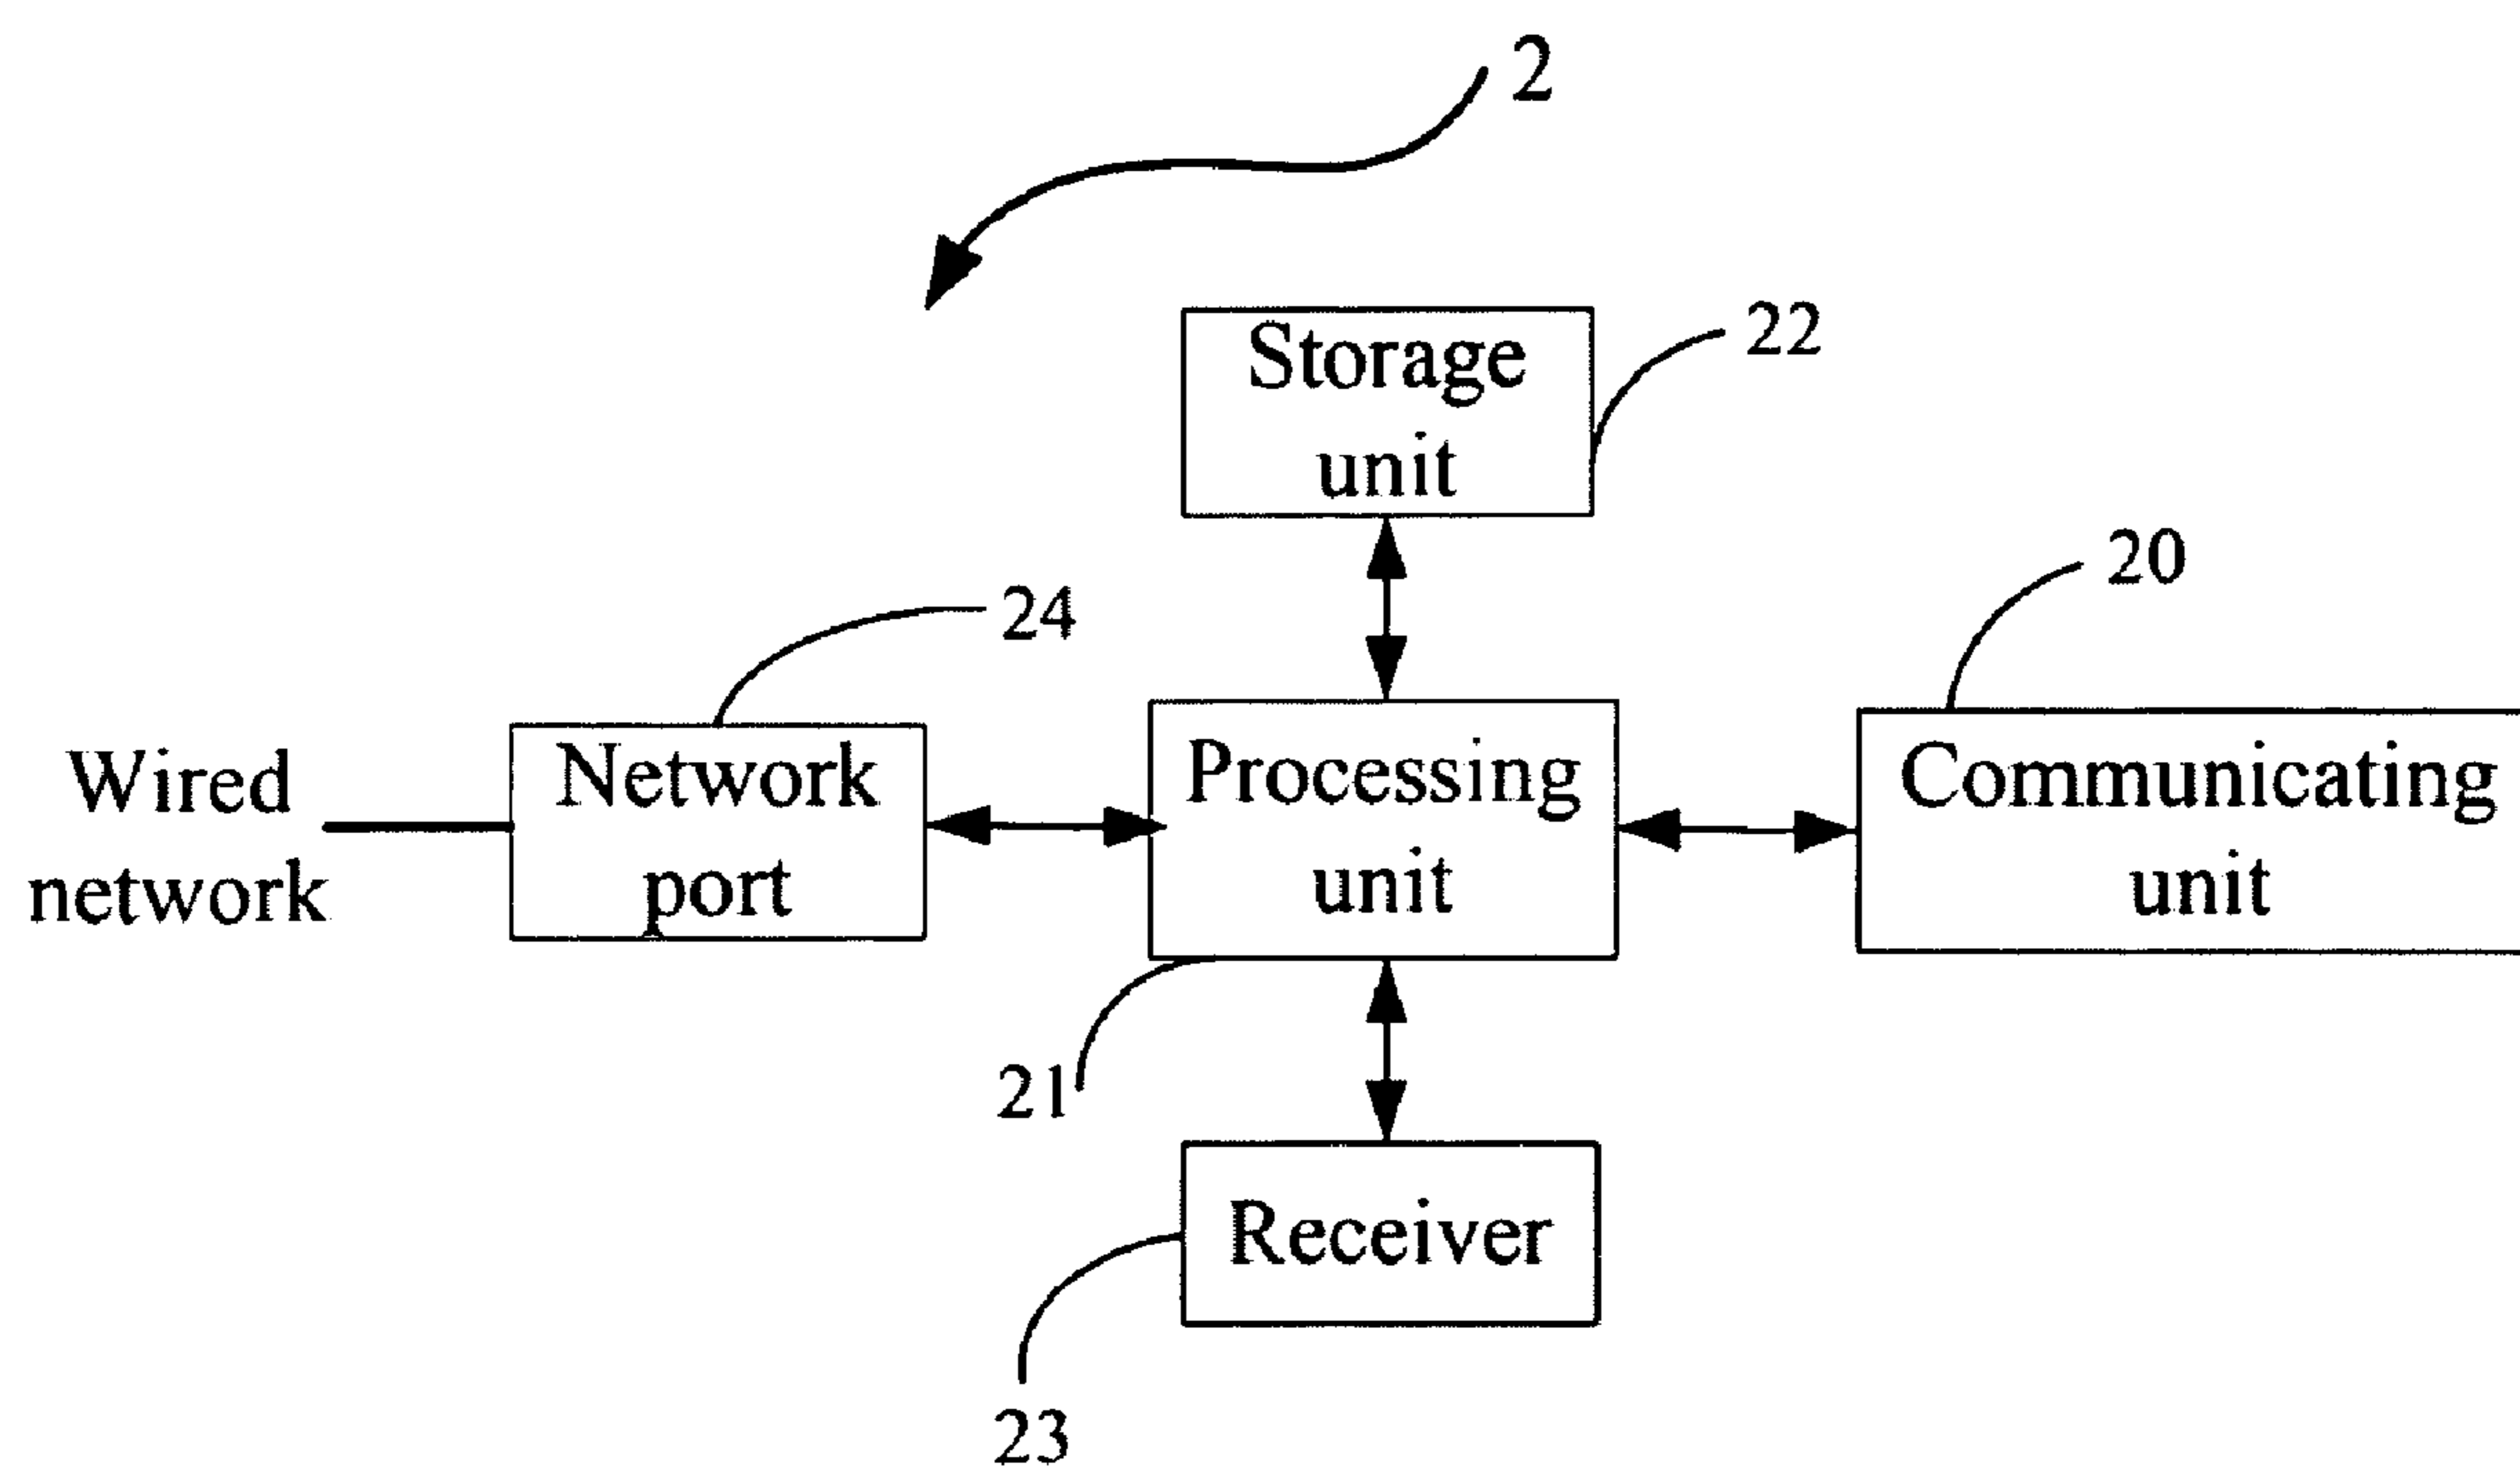 2
Storage
unit
22
20
24
Wired
network
Network
port
Processing
unit
Communicating
unit
21
Receiver
23